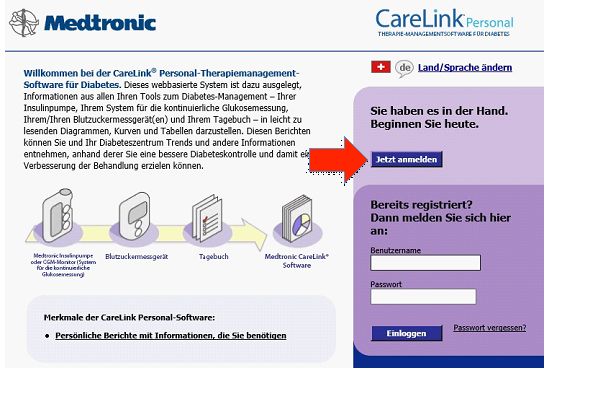 Medtronic
CareLink Personal
THERAPIE-MANAGEMENTSOFTWARE FÜR DIABETES
de Land/Sprache ändern
Willkommen bei der CareLink® Personal-Therapiemanagement-
Software für Diabetes. Dieses webbasierte System ist dazu ausgelegt,
Informationen aus allen Ihren Tools zum Diabetes-Management – Ihrer
Insulinpumpe, Ihrem System für die kontinuierliche Glukosemessung,
Ihrem/Ihren Blutzuckermessgerät(en) und Ihrem Tagebuch – in leicht zu
lesenden Diagrammen, Kurven und Tabellen darzustellen. Diesen Berichten
können Sie und Ihr Diabeteszentrum Trends und andere Informationen
entnehmen, anhand derer Sie eine bessere Diabeteskontrolle und damit ei
Verbesserung der Behandlung erzielen können.
Sie haben es in der Hand.
Beginnen Sie heute.
Jetzt anmelden
Medtronic Insulinpumpe
oder CGM-Monitor (System
für die kontinuierliche
Glukosemessung)
Blutzuckermessgerät
Tagebuch
Medtronic CareLink®
Software
Bereits registriert?
Dann melden Sie sich hier
an:
Benutzername
Passwort
Einloggen
Passwort vergessen?
Merkmale der CareLink Personal-Software:
• Persönliche Berichte mit Informationen, die Sie benötigen